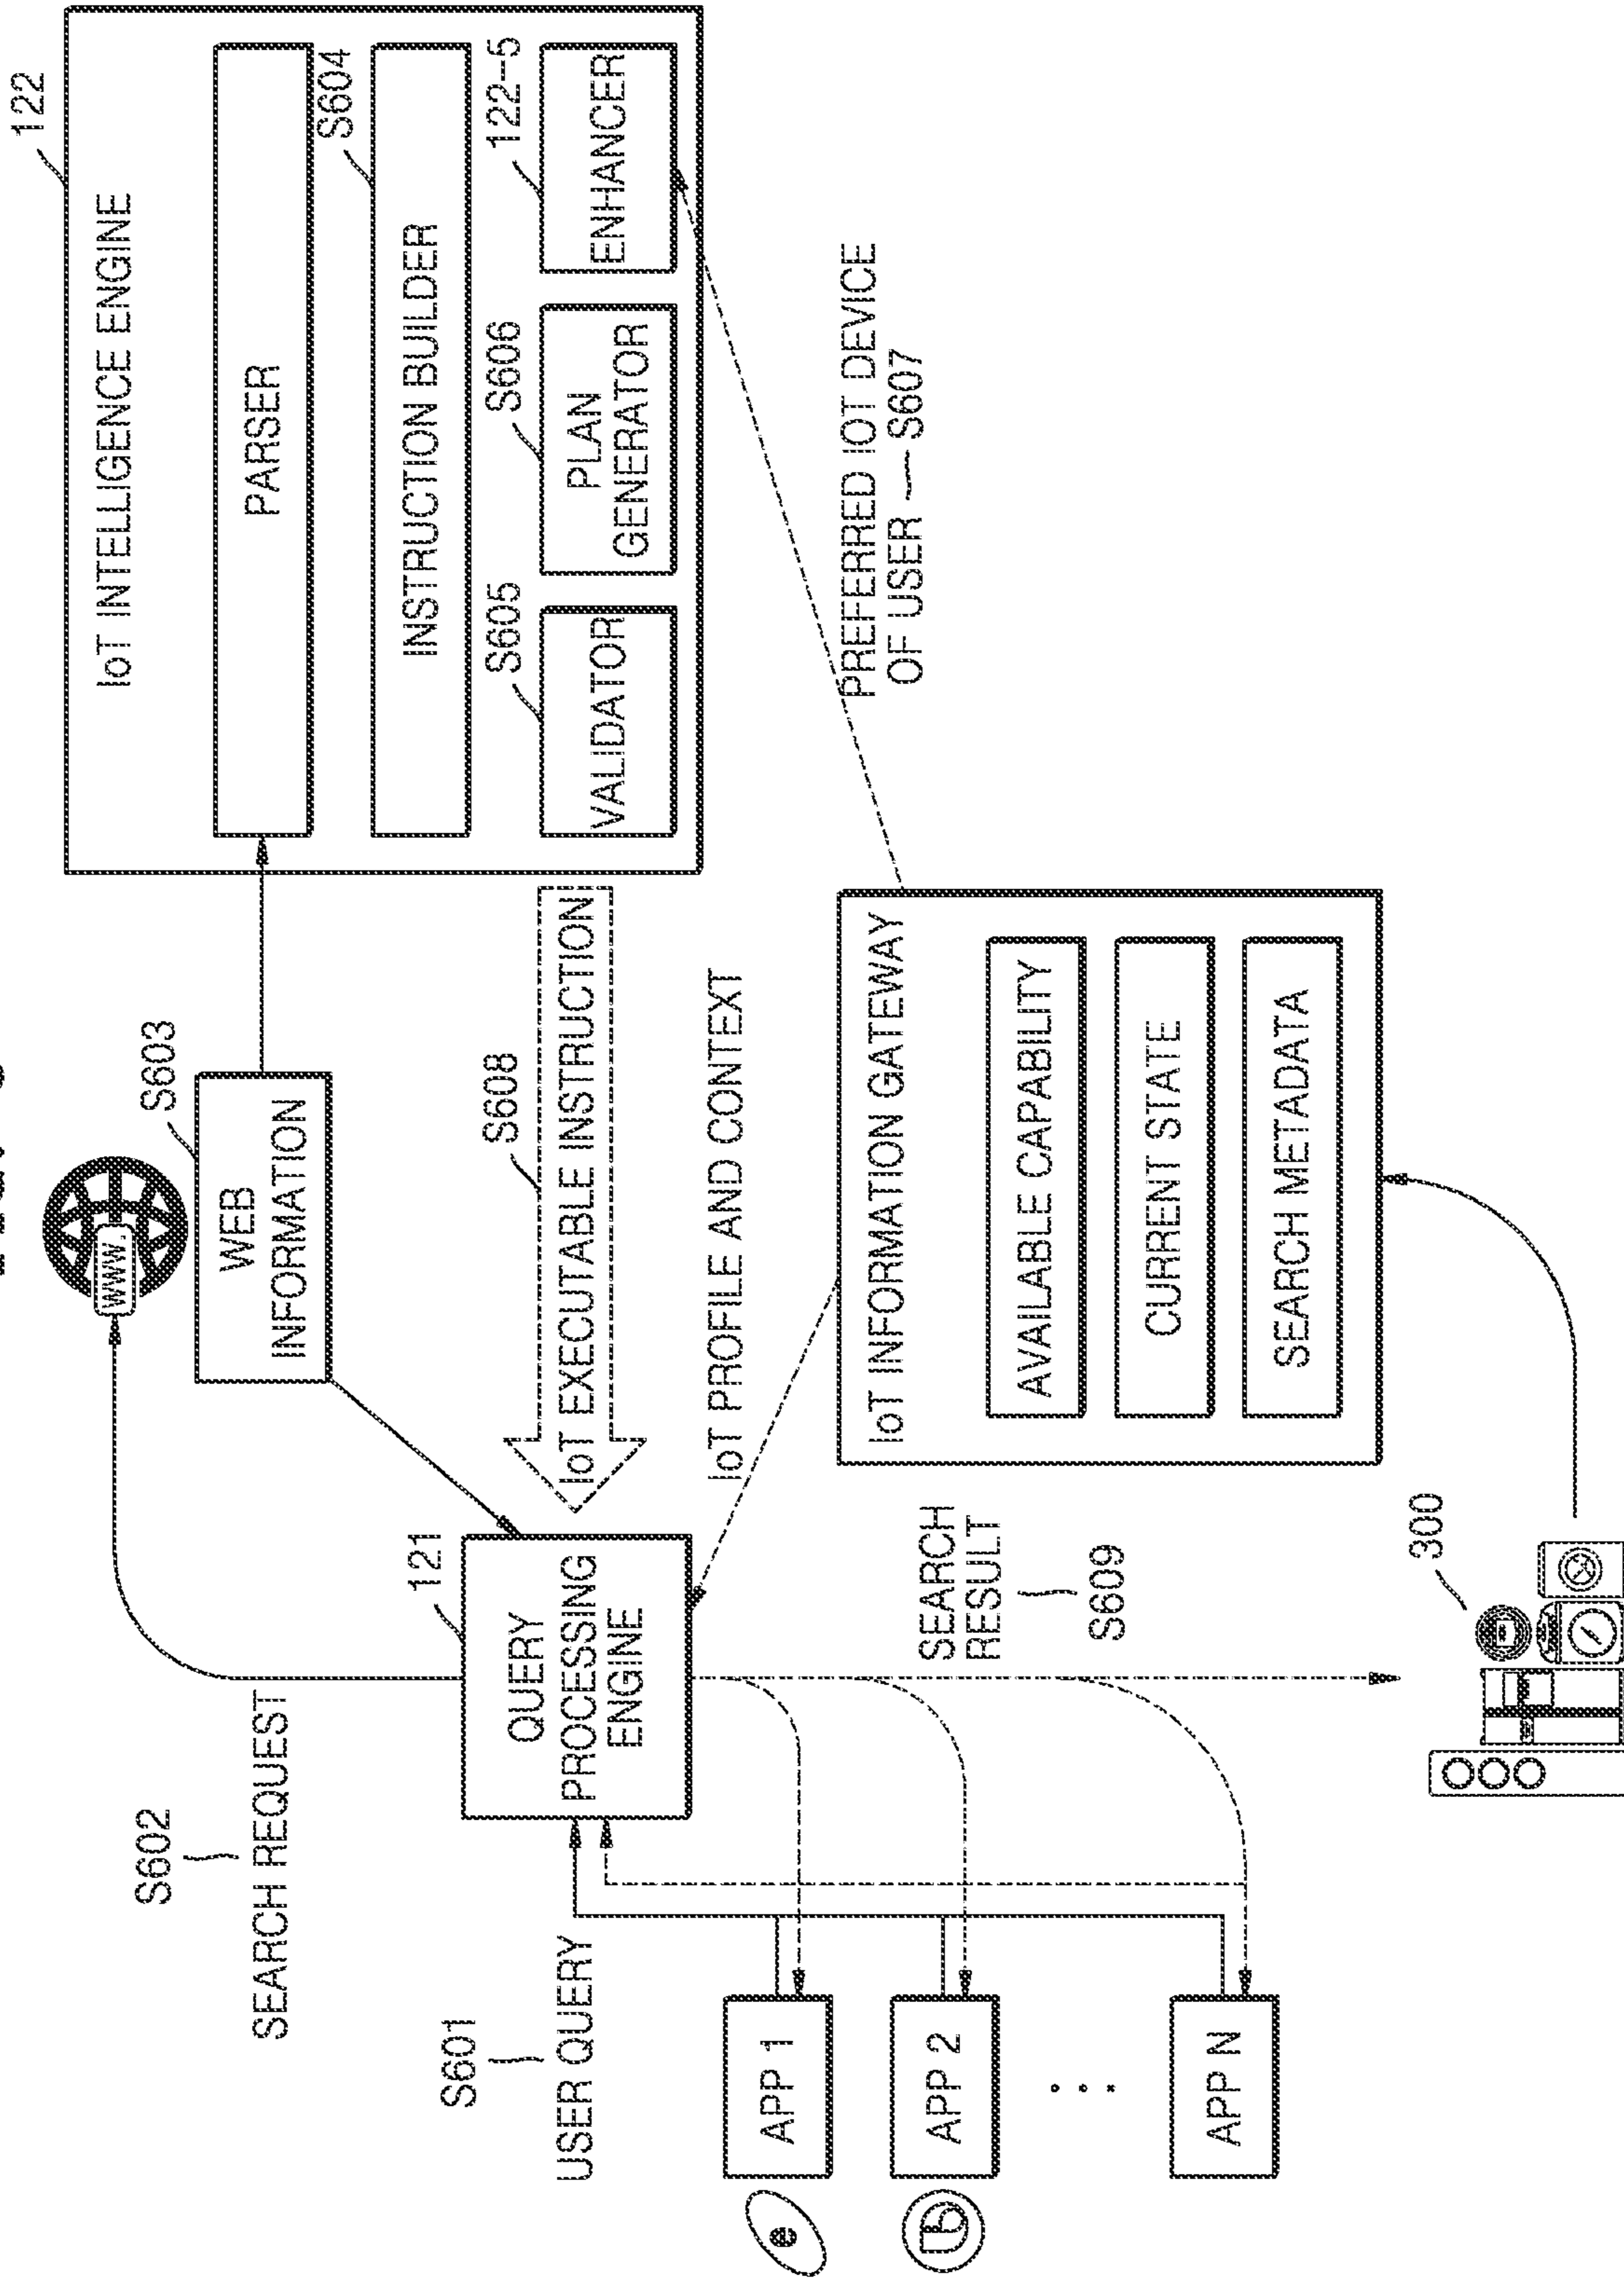 122
IoT INTELLIGENCE ENGINE
PARSER
S604
INSTRUCTION BUILDER
S605
VALIDATOR
S606
PLAN
GENERATOR
122-5
ENHANCER
WWW.
S603
WEB
INFORMATION
S602
SEARCH REQUEST
S608
IoT EXECUTABLE INSTRUCTION
121
QUERY
PROCESSING
ENGINE
IoT PROFILE AND CONTEXT
PREFERRED IOT DEVICE
OF USER
S607
S601
USER QUERY
IoT INFORMATION GATEWAY
AVAILABLE CAPABILITY
CURRENT STATE
SEARCH METADATA
SEARCH
RESULT
S609
e
APP 1
b
APP 2
APP N
300